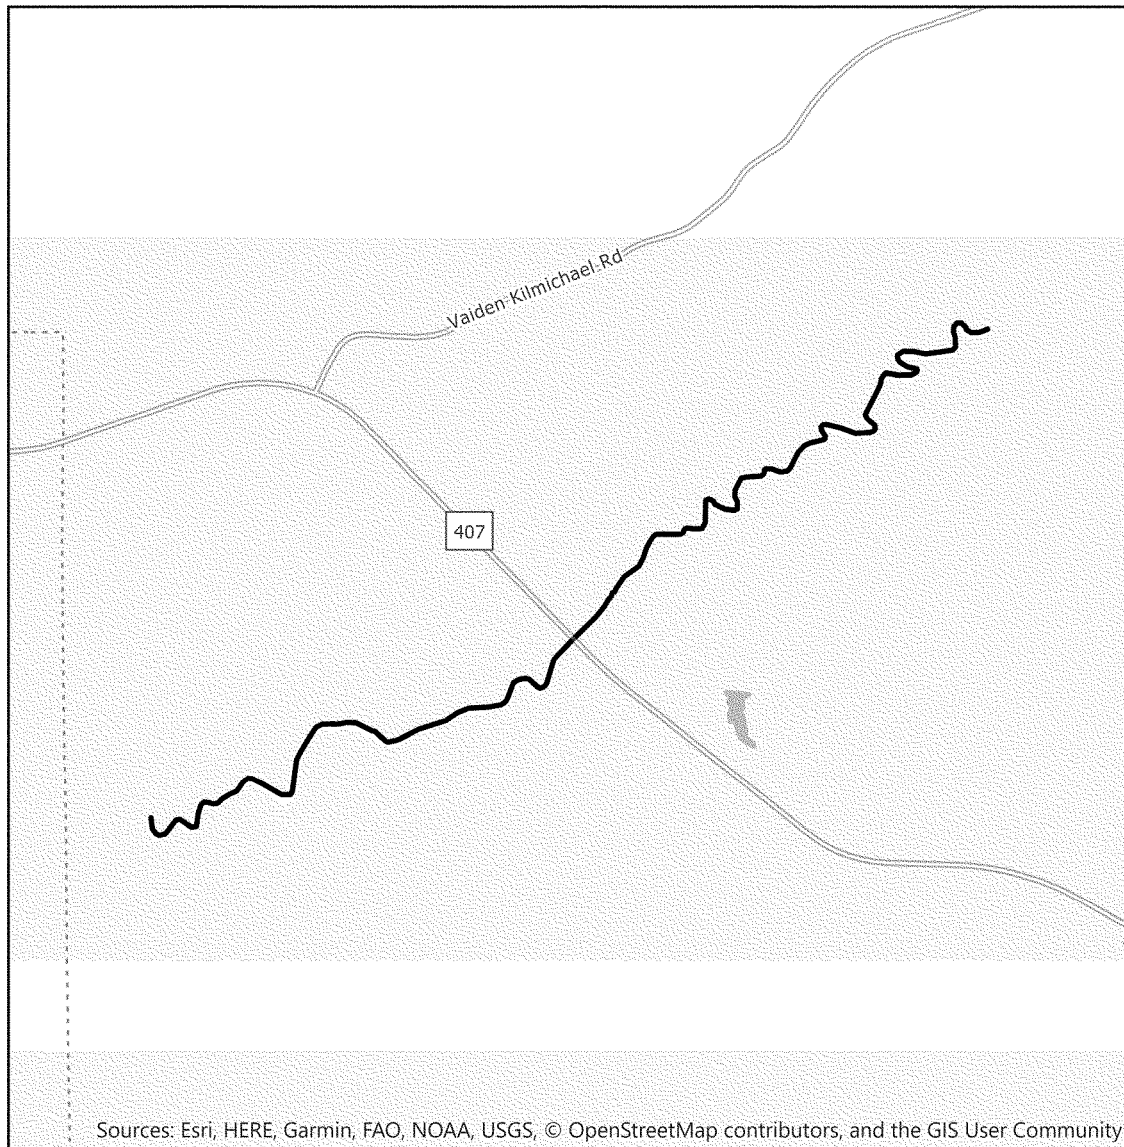 Vaiden-Kilmichael-Rd
407
Sources: Esri, HERE, Garmin, FAO, NOAA, USGS, © OpenStreetMap contributors, and the GIS User Community